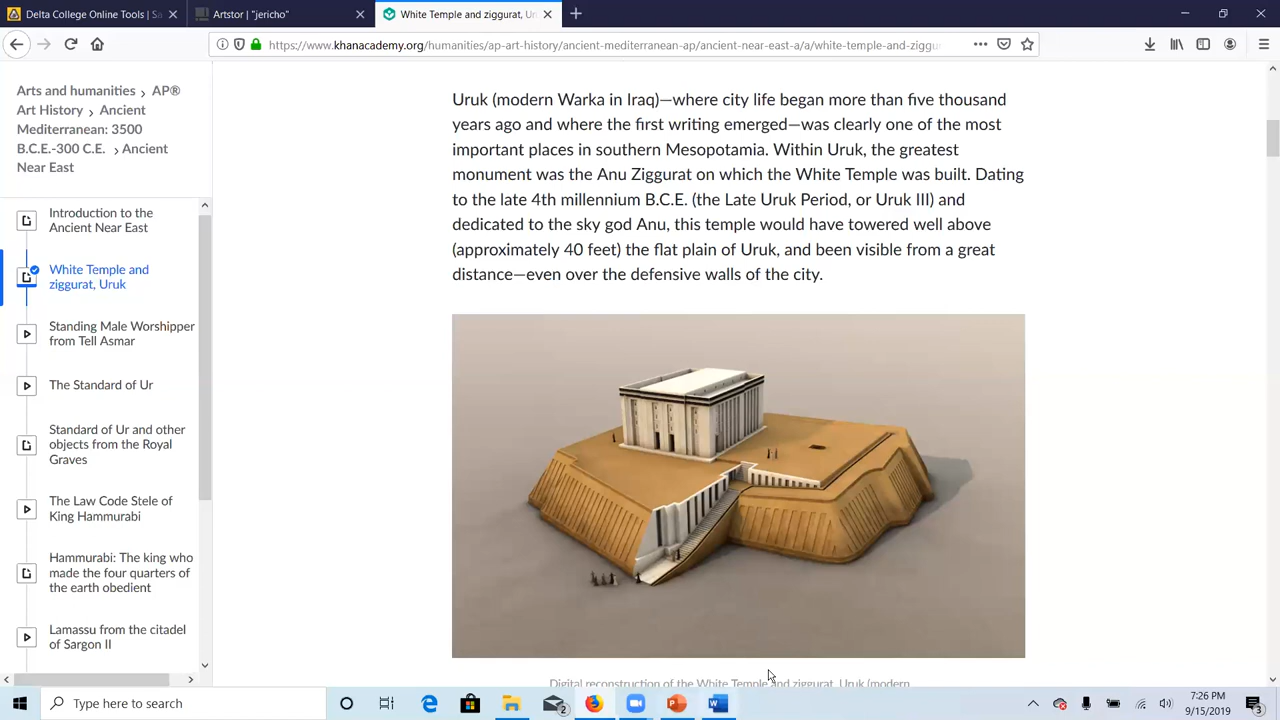 Delta College Online Tools | Sa
Artstor | "jericho"
White Temple and ziggurat, Ur
https://www.khanacademy.org/humanities/ap-art-history/ancient-mediterranean-ap/ancient-near-east-a/a/white-temple-and-ziggu
Arts and humanities › AP®
Art History › Ancient
Mediterranean: 3500
B.C.E.-300 C.E. › Ancient
Near East
Introduction to the
Ancient Near East
White Temple and
ziggurat, Uruk
Standing Male Worshipper
from Tell Asmar
The Standard of Ur
Standard of Ur and other
objects from the Royal
Graves
The Law Code Stele of
King Hammurabi
Hammurabi: The king who
made the four quarters of
the earth obedient
Lamassu from the citadel
of Sargon II
Uruk (modern Warka in Iraq)—where city life began more than five thousand
years ago and where the first writing emerged—was clearly one of the most
important places in southern Mesopotamia. Within Uruk, the greatest
monument was the Anu Ziggurat on which the White Temple was built. Dating
to the late 4th millennium B.C.E. (the Late Uruk Period, or Uruk III) and
dedicated to the sky god Anu, this temple would have towered well above
(approximately 40 feet) the flat plain of Uruk, and been visible from a great
distance—even over the defensive walls of the city.
Digital reconstruction of the White Temple and ziggurat, Uruk (modern
Type here to search
2
7:26 PM
9/15/2019
3